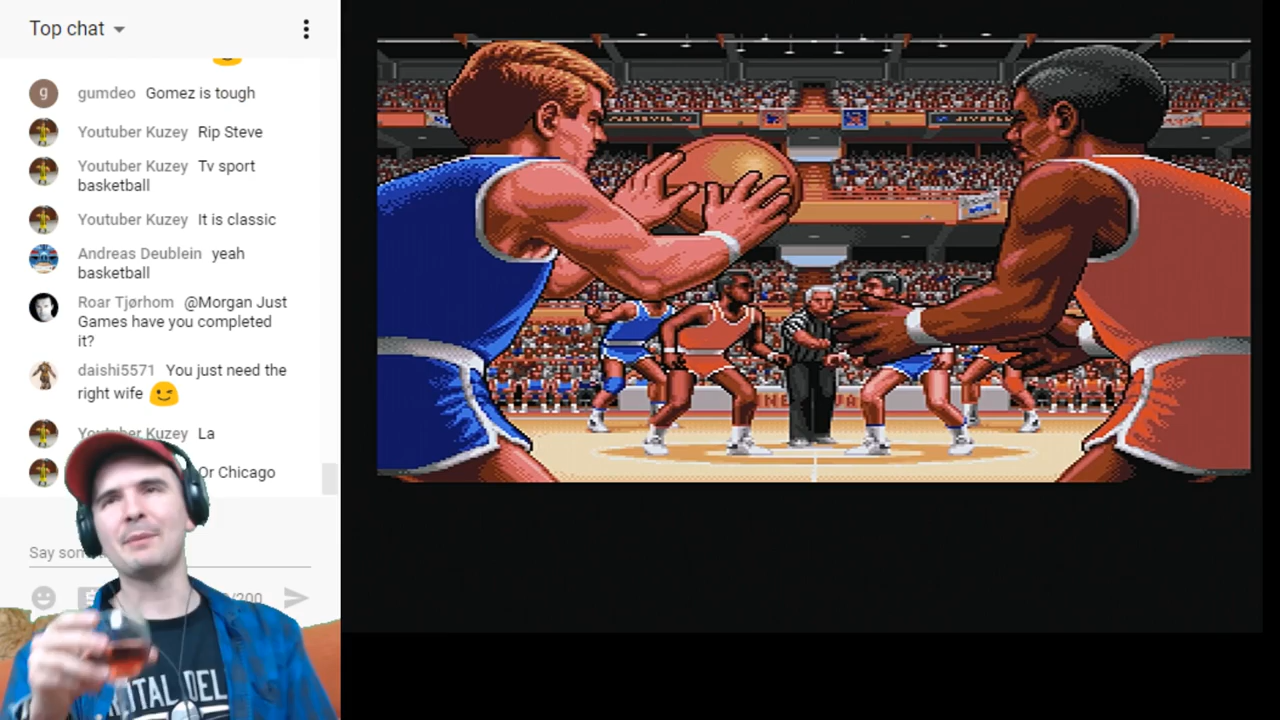 Top chat
gumdeo Gomez is tough
Youtuber Kuzey Rip Steve
Youtuber Kuzey Tv sport
basketball
Youtuber Kuzey It is classic
Andreas Deublein yeah
basketball
Roar Tjørhom @Morgan Just
Games have you completed
it?
daishi5571 You just need the
right wife
Youtuber Kuzey La
Or Chicago
Say
/200